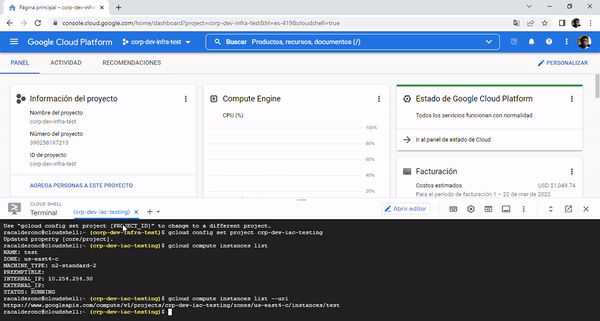 Página principal – corp-dev-infra
console.cloud.google.com/home/dashboard?project=corp-dev-infra-test&hl=es-419&cloudshell=true
Google Cloud Platform
corp-dev-infra-test
Buscar Productos, recursos, documentos (/)
PANEL
ACTIVIDAD
RECOMENDACIONES
PERSONALIZAR
Información del proyecto
Nombre del proyecto
corp-dev-infra-test
Número del proyecto
390258197213
ID de proyecto
corp-dev-infra-test
AGREGA PERSONAS A ESTE PROYECTO
Compute Engine
CPU (%)
100%
80%
60%
40%
Estado de Google Cloud Platform
Todos los servicios funcionan con normalidad
Ir al panel de estado de Cloud
Facturación
Costos estimados USD $1,049.74
Para el período de facturación 1 – 22 de mar de 2022
CLOUD SHELL
Terminal
(crp-dev-iac-testing)
Abrir editor
Use "gcloud config set project [PROJECT_ID]" to change to a different project.
racalderonc@cloudshell:~ (corp-dev-infra-test)$ gcloud config set project crp-dev-iac-testing
Updated property [core/project].
racalderonc@cloudshell:~ (crp-dev-iac-testing)$ gcloud compute instances list
NAME: test
ZONE: us-east4-c
MACHINE_TYPE: n2-standard-2
PREEMPTIBLE:
INTERNAL_IP: 10.254.254.30
EXTERNAL_IP:
STATUS: RUNNING
racalderonc@cloudshell:~ (crp-dev-iac-testing)$ gcloud compute instances list --uri
https://www.googleapis.com/compute/v1/projects/crp-dev-iac-testing/zones/us-east4-c/instances/test
racalderonc@cloudshell:~ (crp-dev-iac-testing)$